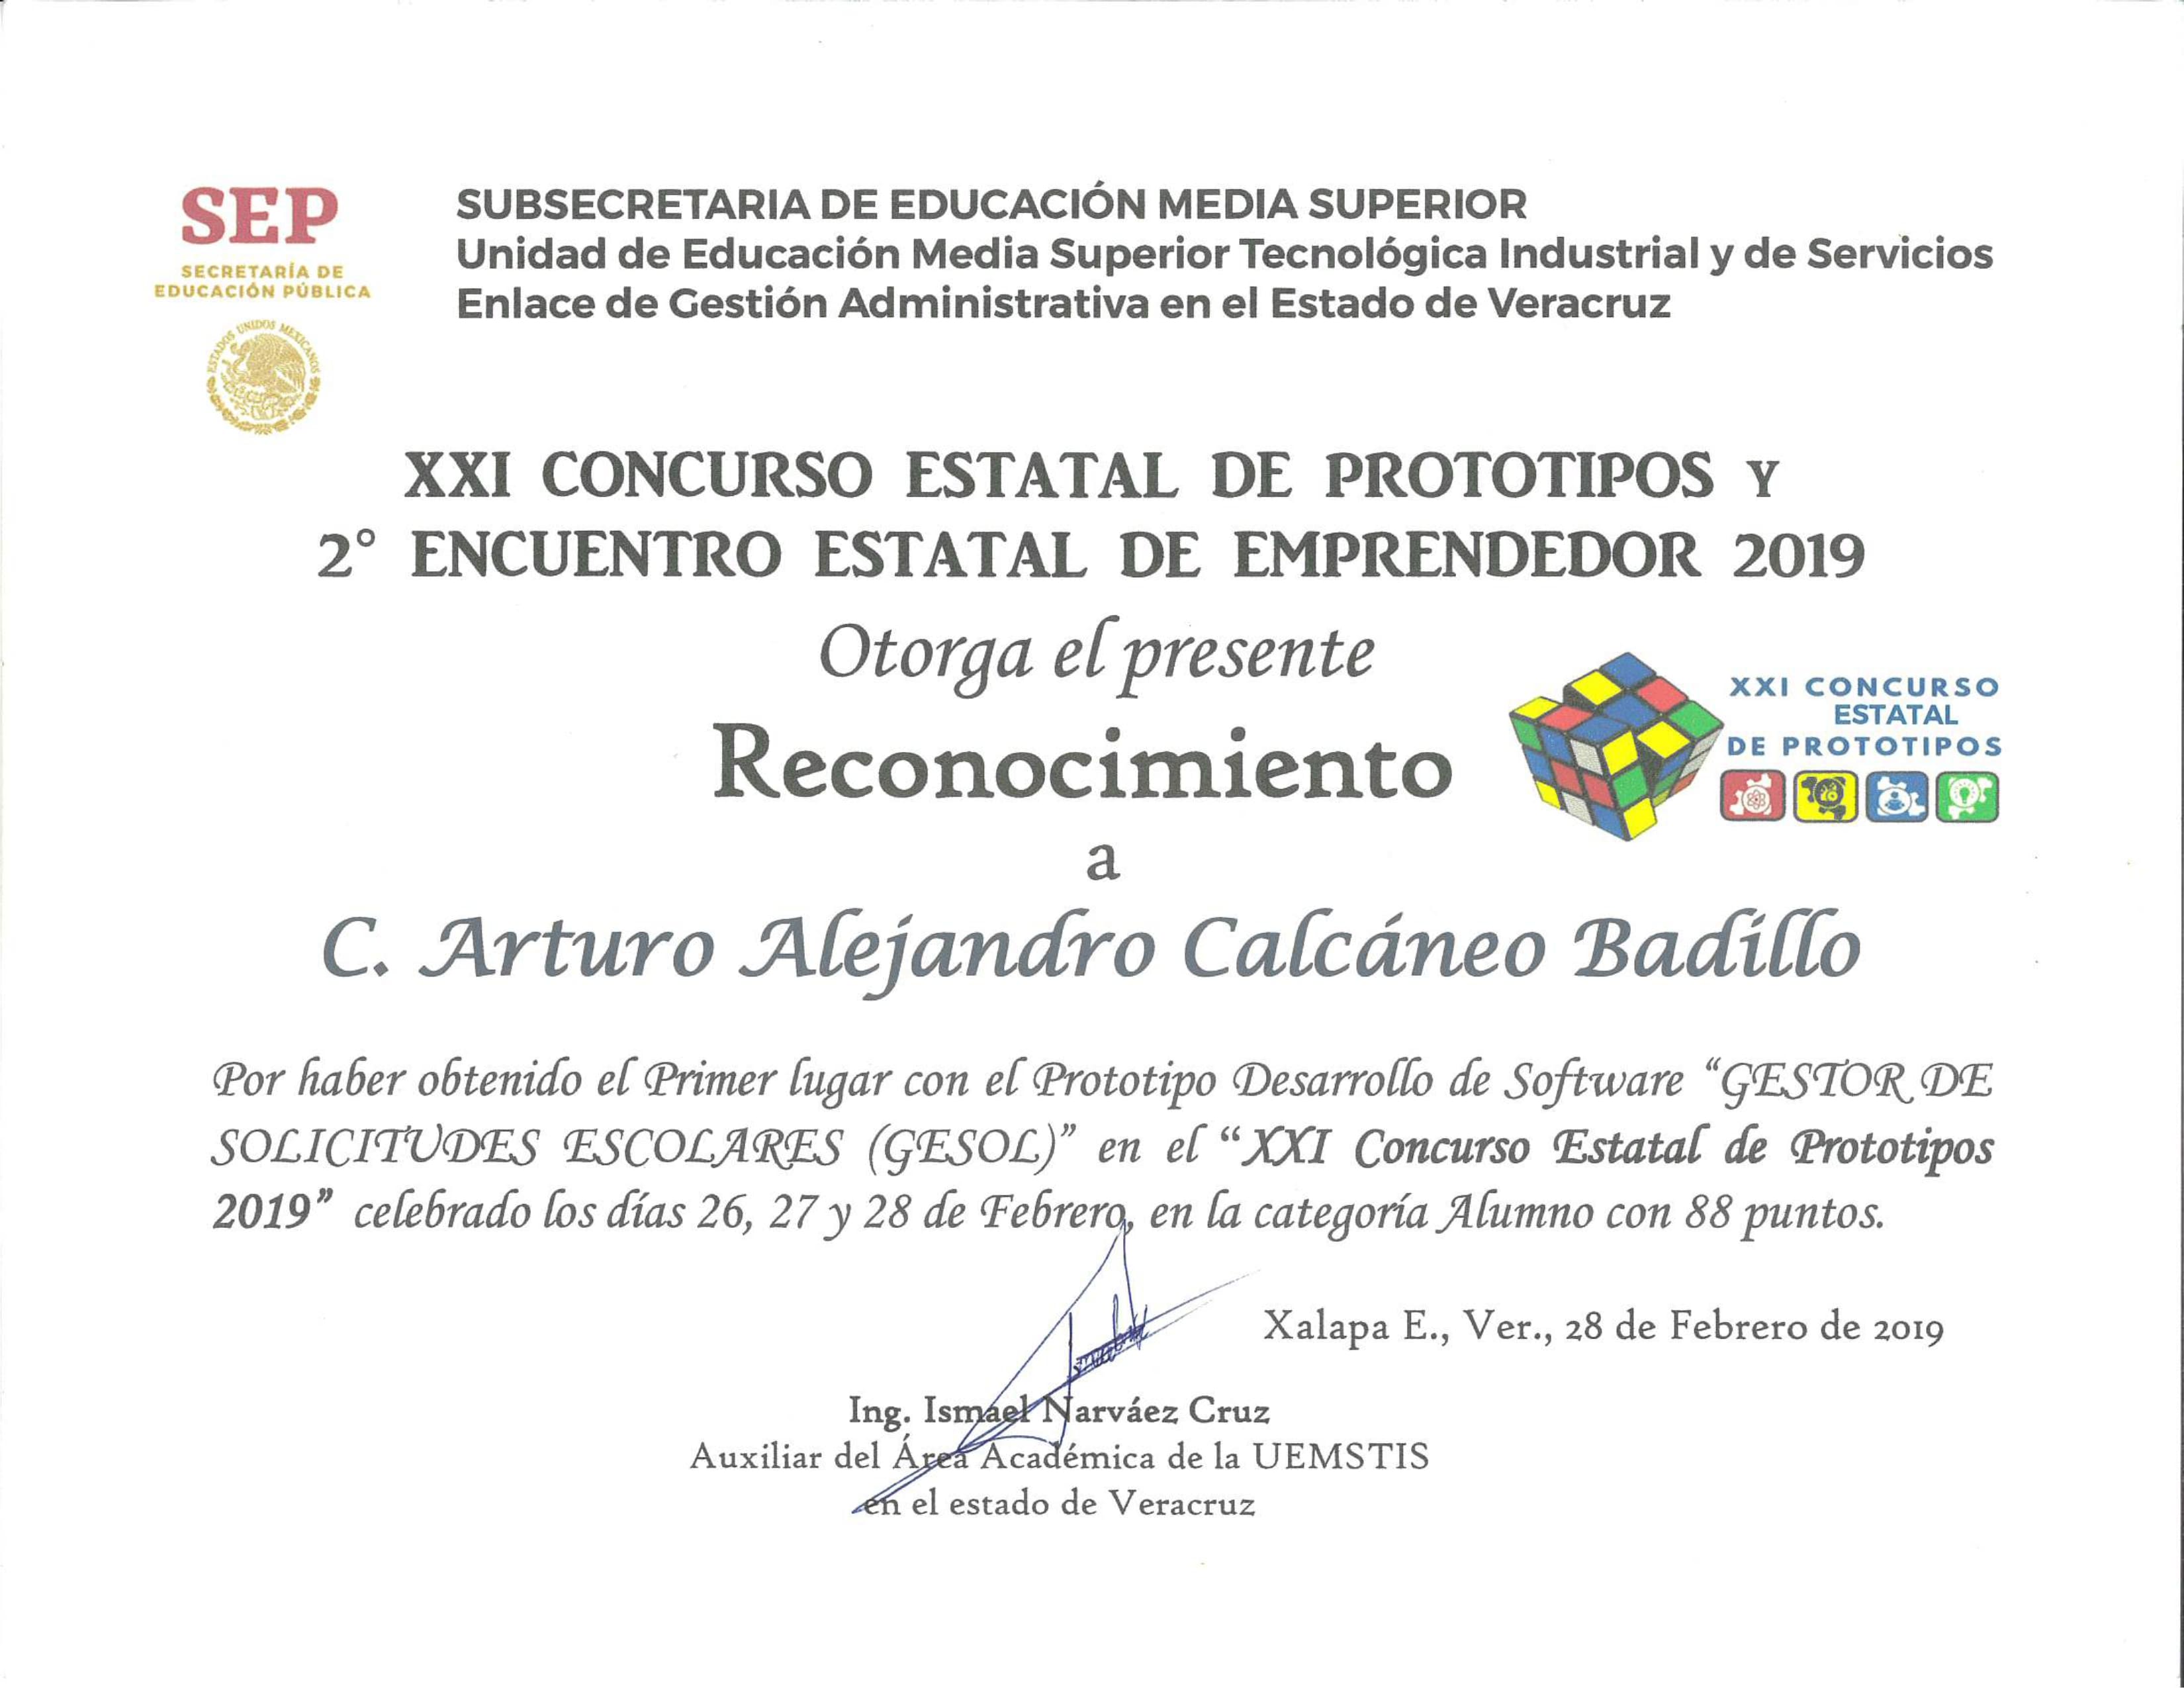 SEP
SECRETARÍA DE
EDUCACIÓN PÚBLICA
ESTADOS UNIDOS MEXICANOS
SUBSECRETARIA DE EDUCACIÓN MEDIA SUPERIOR
Unidad de Educación Media Superior Tecnológica Industrial y de Servicios
Enlace de Gestión Administrativa en el Estado de Veracruz
XXI CONCURSO ESTATAL DE PROTOTIPOS Y
2° ENCUENTRO ESTATAL DE EMPRENDEDOR 2019
Otorga el presente
Reconocimiento
XXI CONCURSO
ESTATAL
DE PROTOTIPOS
a
C. Arturo Alejandro Calcáneo Badillo
Por haber obtenido el Primer lugar con el Prototipo Desarrollo de Software “GESTOR DE
SOLICITUDES ESCOLARES (GESOL)” en el “XXI Concurso Estatal de Prototipos
2019” celebrado los días 26, 27 y 28 de Febrero, en la categoría Alumno con 88 puntos.
Xalapa E., Ver., 28 de Febrero de 2019
Ing. Ismael Narváez Cruz
Auxiliar del Área Académica de la UEMSTIS
en el estado de Veracruz